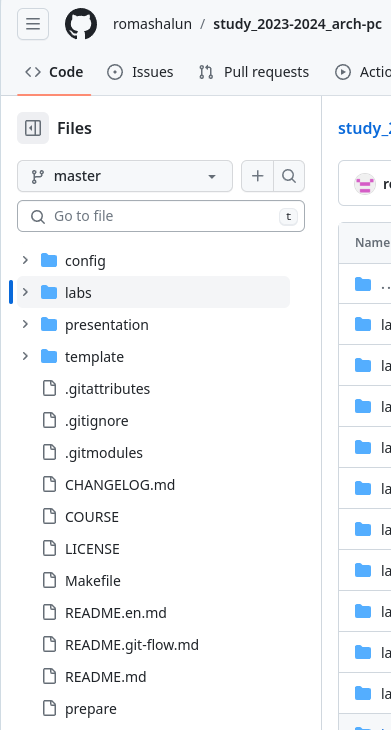 romashalun / study_2023-2024_arch-pc
Code Issues Pull requests
Files
study_2
master
Go to file t
Name
config
labs
presentation
template
.gitattributes
.gitignore
.gitmodules
CHANGELOG.md
COURSE
LICENSE
Makefile
README.en.md
README.git-flow.md
README.md
prepare